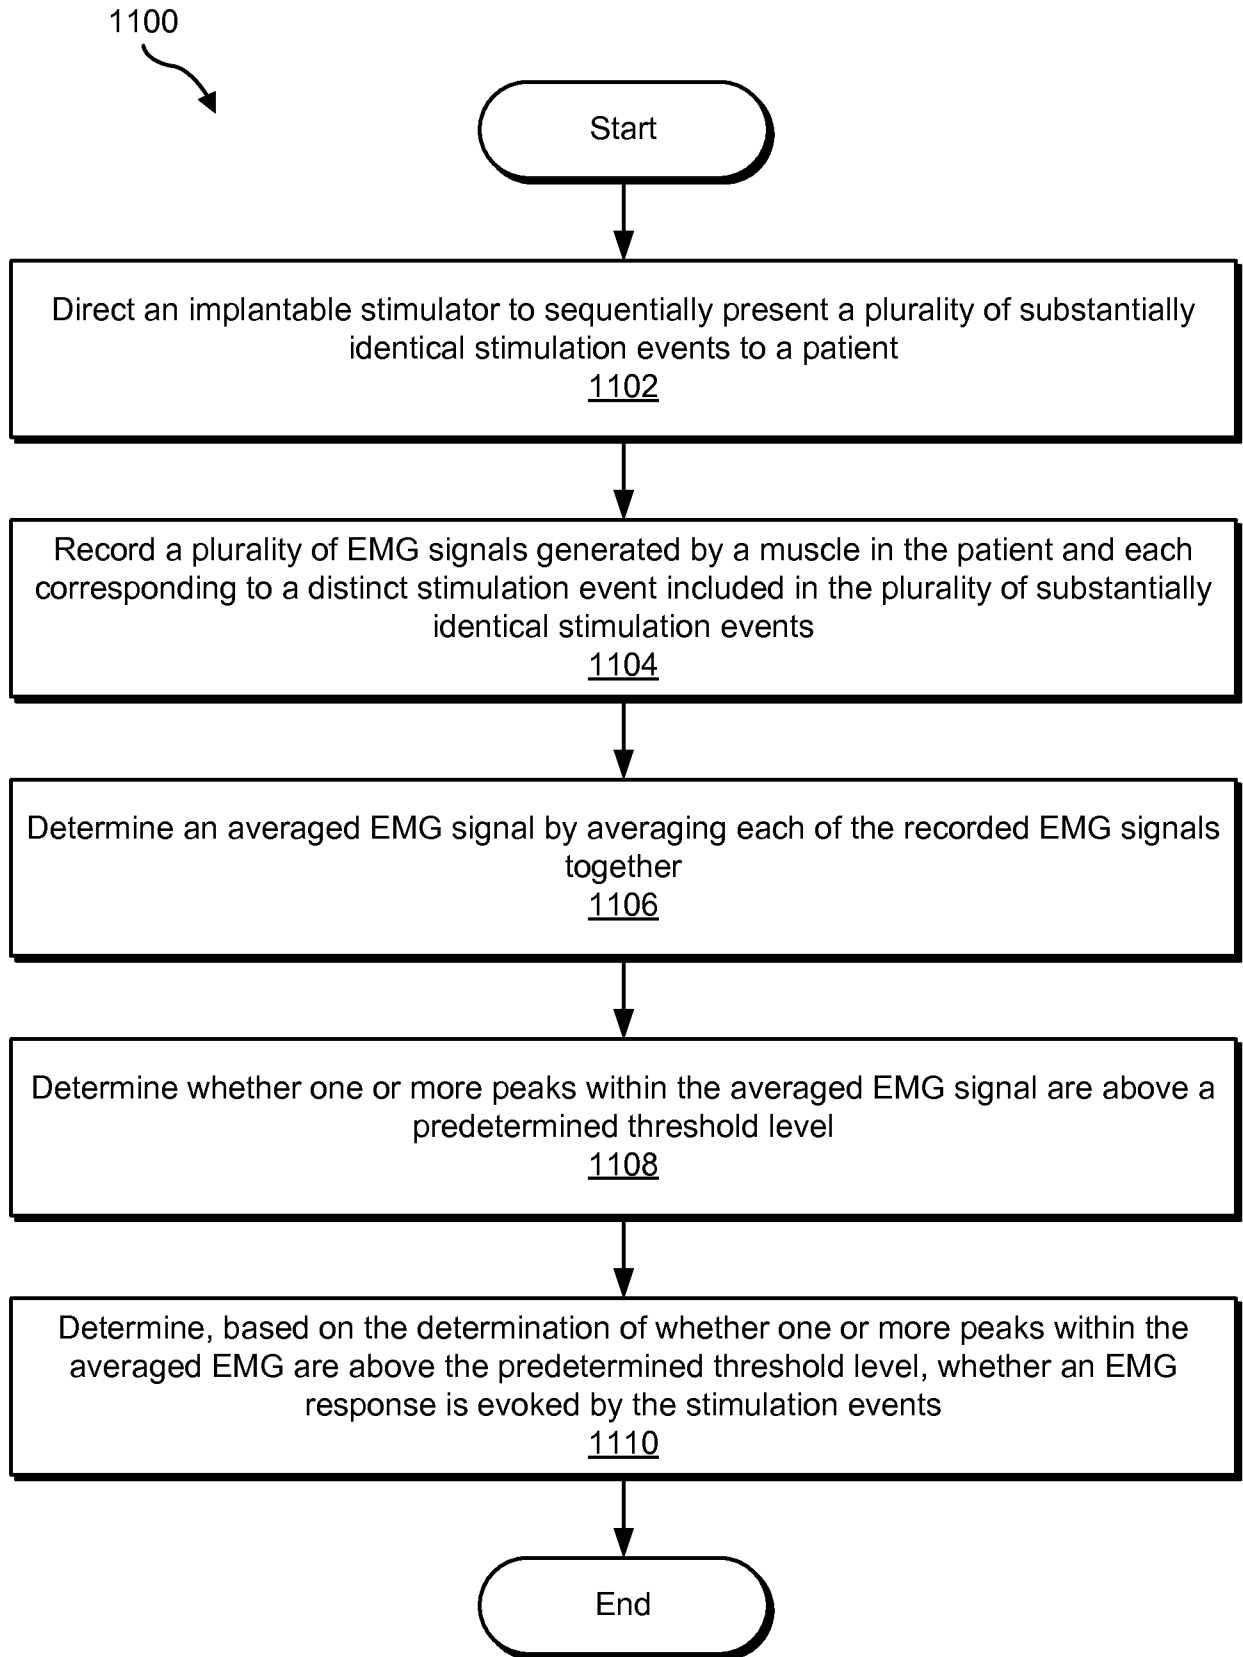 1100
Start
Direct an implantable stimulator to sequentially present a plurality of substantially
identical stimulation events to a patient
1102
Record a plurality of EMG signals generated by a muscle in the patient and each
corresponding to a distinct stimulation event included in the plurality of substantially
identical stimulation events
1104
Determine an averaged EMG signal by averaging each of the recorded EMG signals
together
1106
Determine whether one or more peaks within the averaged EMG signal are above a
predetermined threshold level
1108
Determine, based on the determination of whether one or more peaks within the
averaged EMG are above the predetermined threshold level, whether an EMG
response is evoked by the stimulation events
1110
End